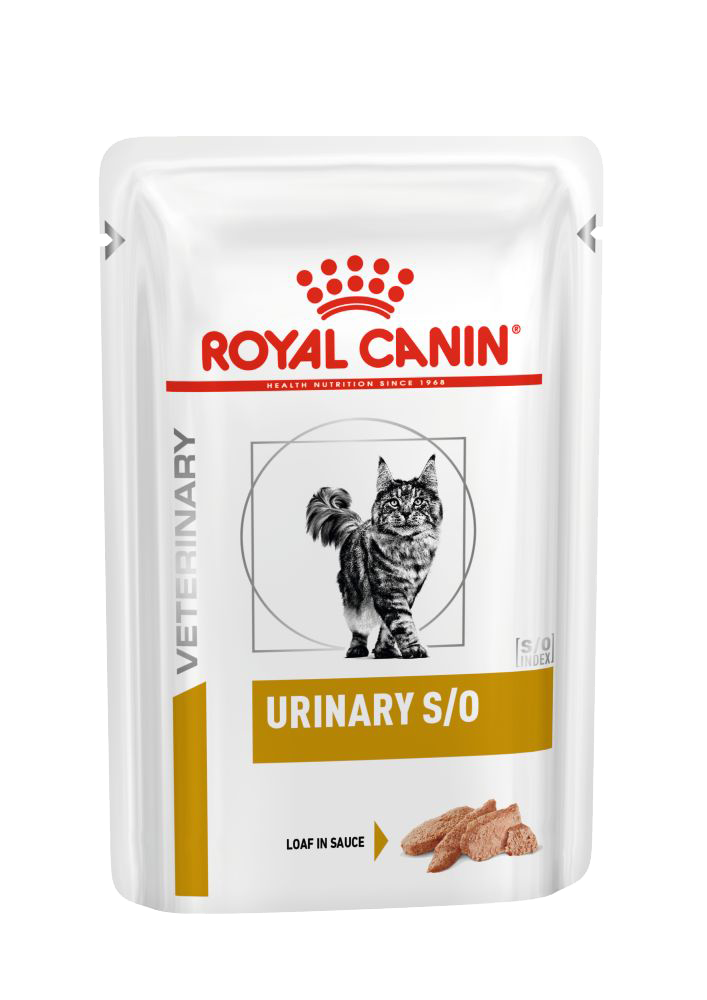 ROYAL CANIN®
HEALTH NUTRITION SINCE 1968
VETERINARY
[S/O]
[INDEX]
URINARY S/O
LOAF IN SAUCE